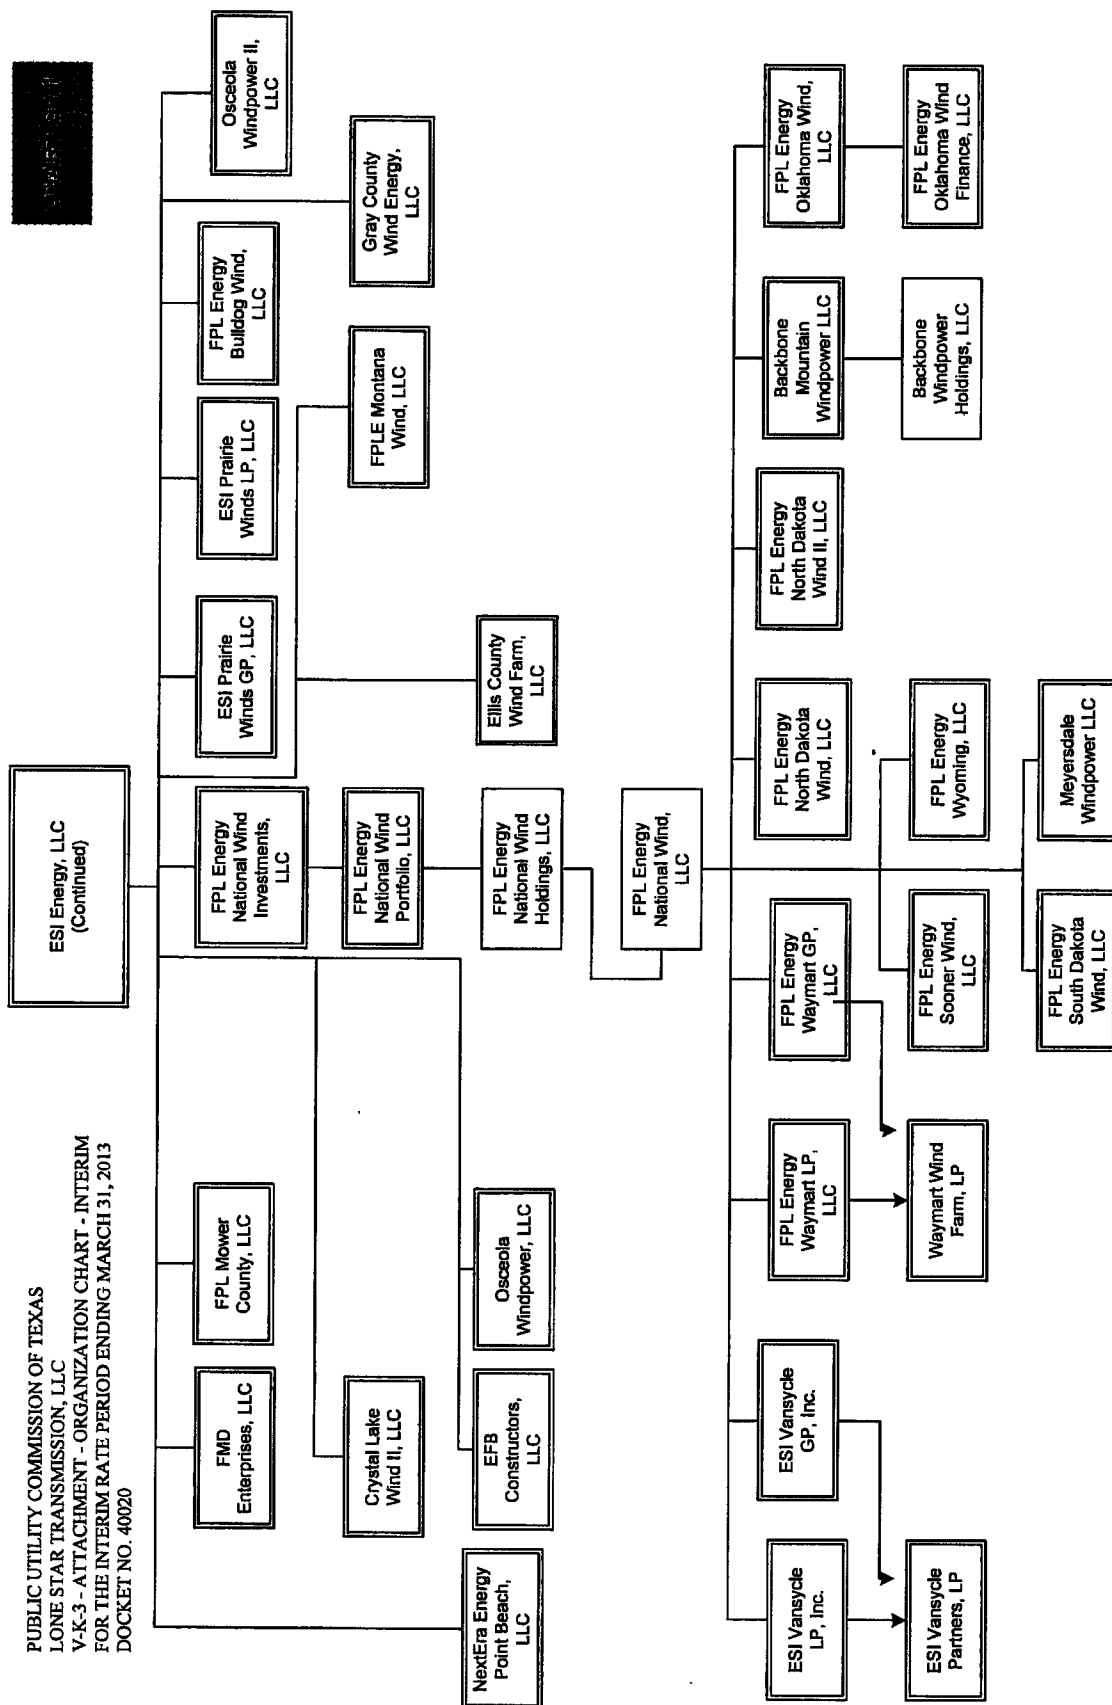 PUBLIC UTILITY COMMISSION OF TEXAS
LONE STAR TRANSMISSION, LLC
V-K-3 - ATTACHMENT - ORGANIZATION CHART - INTERIM
FOR THE INTERIM RATE PERIOD ENDING MARCH 31, 2013
DOCKET NO. 40020
ESI Energy, LLC
(Continued)
FMD
Enterprises, LLC
FPL Mower
County, LLC
FPL Energy
National Wind
Investments,
LLC
ESI Prairie
Winds GP, LLC
ESI Prairie
Winds LP, LLC
FPL Energy
Bulldog Wind,
LLC
Osceola
Windpower II,
LLC
Crystal Lake
Wind II, LLC
FPL Energy
National Wind
Portfolio, LLC
FPLE Montana
Wind, LLC
Gray County
Wind Energy,
LLC
NextEra Energy
Point Beach,
LLC
EFB
Constructors,
LLC
Osceola
Windpower, LLC
FPL Energy
National Wind
Holdings, LLC
Ellis County
Wind Farm,
LLC
FPL Energy
National Wind,
LLC
ESI Vansycle
LP, Inc.
ESI Vansycle
GP, Inc.
FPL Energy
Waymart LP,
LLC
FPL Energy
Waymart GP,
LLC
FPL Energy
North Dakota
Wind, LLC
FPL Energy
North Dakota
Wind II, LLC
Backbone
Mountain
Windpower LLC
FPL Energy
Oklahoma Wind,
LLC
ESI Vansycle
Partners, LP
Waymart Wind
Farm, LP
FPL Energy
Sooner Wind,
LLC
FPL Energy
Wyoming, LLC
Backbone
Windpower
Holdings, LLC
FPL Energy
Oklahoma Wind
Finance, LLC
FPL Energy
South Dakota
Wind, LLC
Meyersdale
Windpower LLC